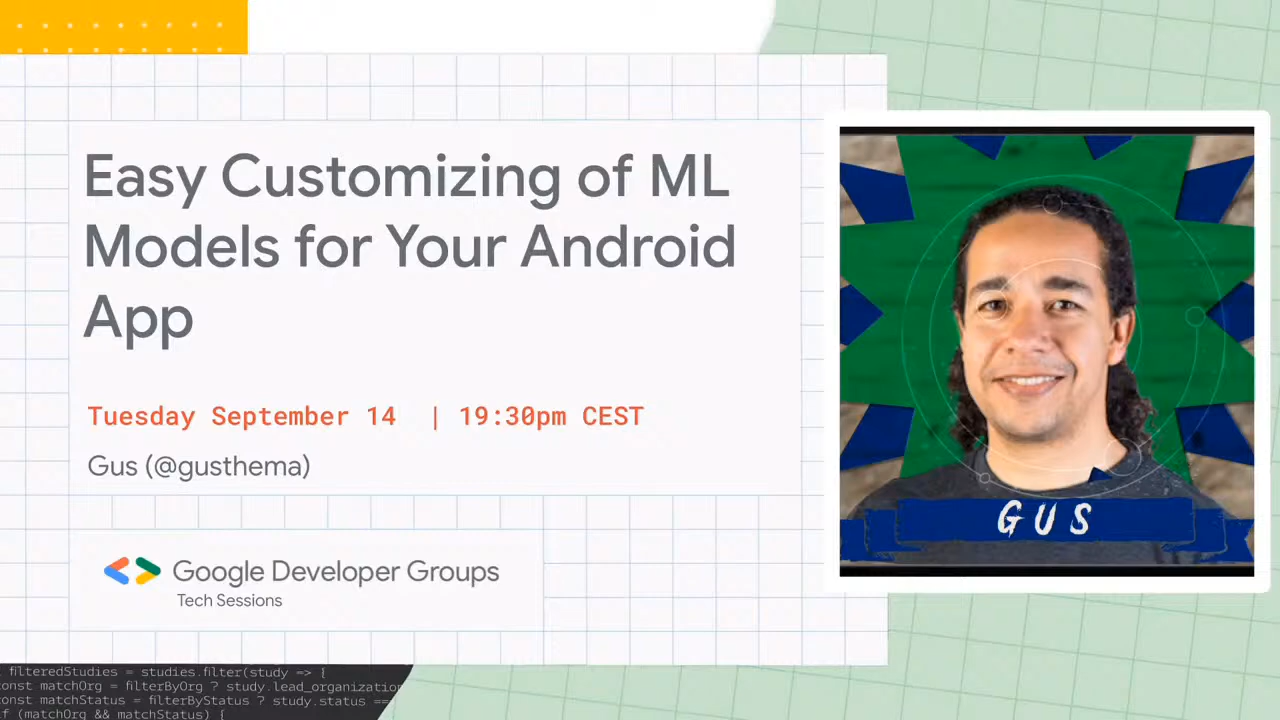 Easy Customizing of ML
Models for Your Android
App
Tuesday September 14 | 19:30pm CEST
Gus (@gusthema)
GUS
Google Developer Groups
Tech Sessions
filteredStudies = studies.filter(study => {
onst matchOrg = filterByOrg ? study.lead_organization
onst matchStatus = filterByStatus ? study.status ==
f (matchOrg && matchStatus) {